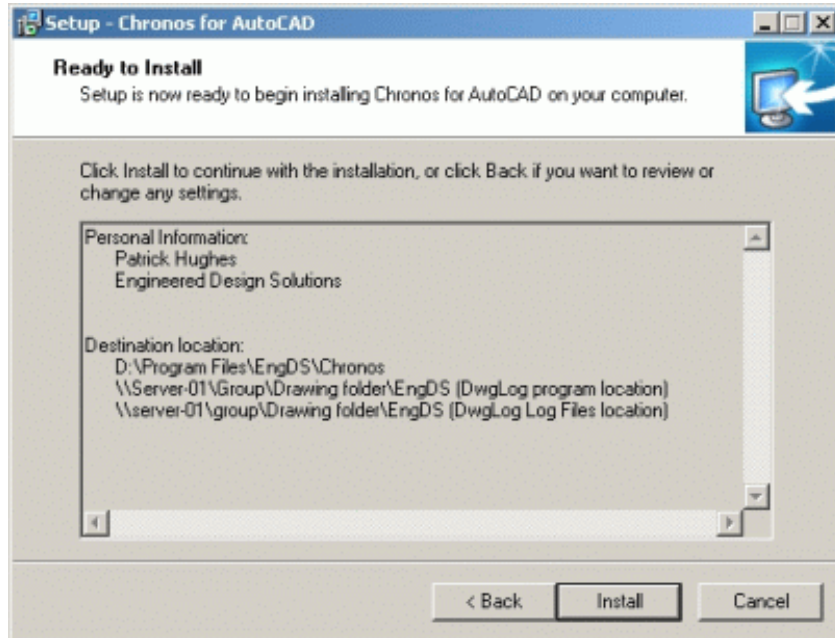 Setup - Chronos for AutoCAD
Ready to Install
Setup is now ready to begin installing Chronos for AutoCAD on your computer.
Click Install to continue with the installation, or click Back if you want to review or
change any settings.
Personal Information:
Patrick Hughes
Engineered Design Solutions
Destination location:
D:\Program Files\EngDS\Chronos
\\Server-01\Group\Drawing folder\EngDS (DwgLog program location)
\\server-01\group\Drawing folder\EngDS (DwgLog Log Files location)
< Back Install Cancel